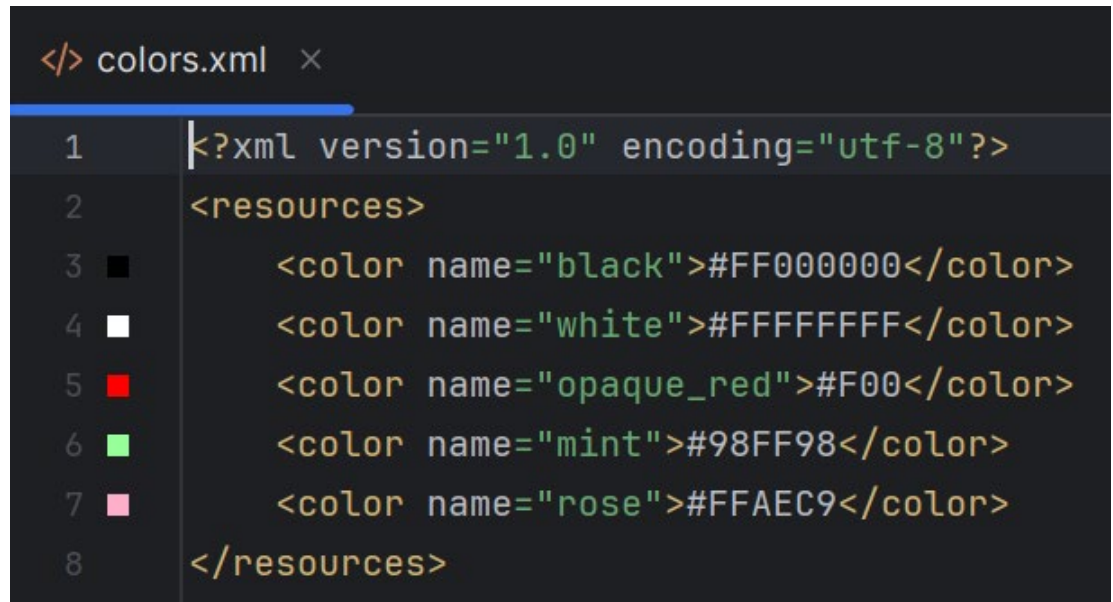 </> colors.xml ×
1 <?xml version="1.0" encoding="utf-8"?>
2 <resources>
3 <color name="black">#FF000000</color>
4 <color name="white">#FFFFFFFF</color>
5 <color name="opaque_red">#F00</color>
6 <color name="mint">#98FF98</color>
7 <color name="rose">#FFAEC9</color>
8 </resources>